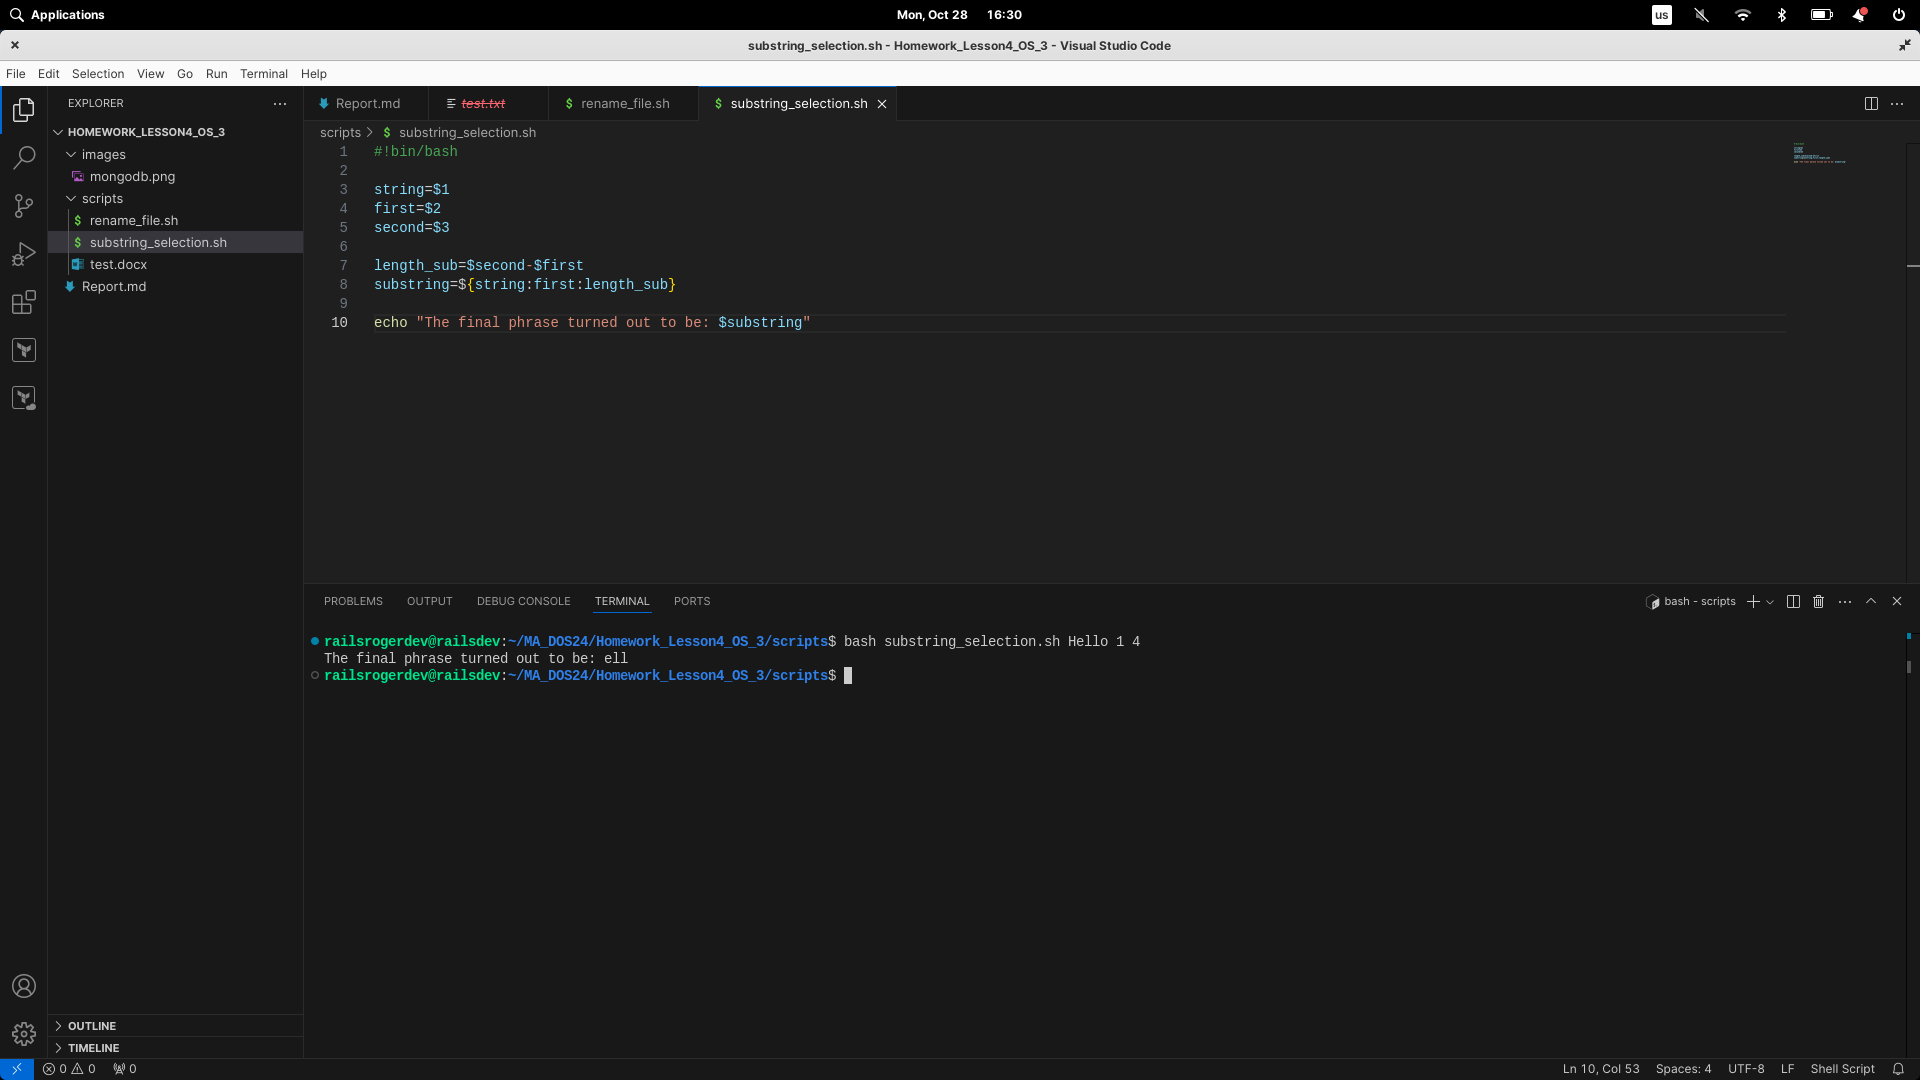 Applications
Mon, Oct 28 16:30
us
substring_selection.sh - Homework_Lesson4_OS_3 - Visual Studio Code
File Edit Selection View Go Run Terminal Help
EXPLORER
HOMEWORK_LESSON4_OS_3
images
mongodb.png
scripts
rename_file.sh
substring_selection.sh
test.docx
Report.md
OUTLINE
TIMELINE
Report.md test.txt rename_file.sh substring_selection.sh
scripts > $ substring_selection.sh
1 #!bin/bash
2
3 string=$1
4 first=$2
5 second=$3
6
7 length_sub=$second-$first
8 substring=${string:first:length_sub}
9
10 echo "The final phrase turned out to be: $substring"
PROBLEMS OUTPUT DEBUG CONSOLE TERMINAL PORTS
bash - scripts
railsrogerdev@railsdev:~/MA_DOS24/Homework_Lesson4_OS_3/scripts$ bash substring_selection.sh Hello 1 4
The final phrase turned out to be: ell
railsrogerdev@railsdev:~/MA_DOS24/Homework_Lesson4_OS_3/scripts$
0 0 0
Ln 10, Col 53 Spaces: 4 UTF-8 LF Shell Script